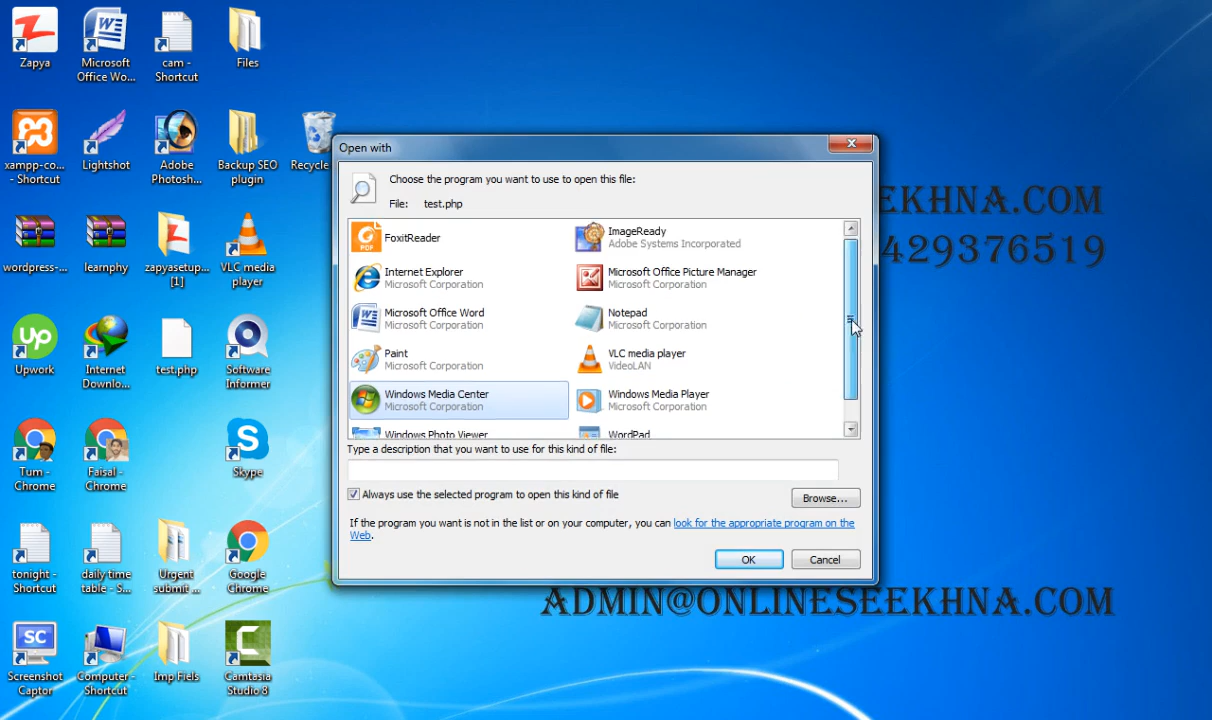 Zapya
Microsoft
Office Wo...
cam -
Shortcut
Files
xampp-co...
- Shortcut
Lightshot
Adobe
Photosh...
Backup SEO
plugin
Recycle
wordpress-...
learnphy
zapyasetup...
[1]
VLC media
player
Upwork
Internet
Downlo...
test.php
Software
Informer
Tum -
Chrome
Faisal -
Chrome
Skype
tonight -
Shortcut
daily time
table - S...
Urgent
submit ...
Google
Chrome
Screenshot
Captor
Computer -
Shortcut
Imp Fiels
Camtasia
Studio 8
Open with
Choose the program you want to use to open this file:
File: test.php
FoxitReader
ImageReady
Adobe Systems Incorporated
Internet Explorer
Microsoft Corporation
Microsoft Office Picture Manager
Microsoft Corporation
Microsoft Office Word
Microsoft Corporation
Notepad
Microsoft Corporation
Paint
Microsoft Corporation
VLC media player
VideoLAN
Windows Media Center
Microsoft Corporation
Windows Media Player
Microsoft Corporation
Windows Photo Viewer
WordPad
Type a description that you want to use for this kind of file:
Always use the selected program to open this kind of file
Browse...
If the program you want is not in the list or on your computer, you can look for the appropriate program on the
Web.
OK
Cancel
EKHNA.COM
429376519
ADMIN@ONLINESEEKHNA.COM